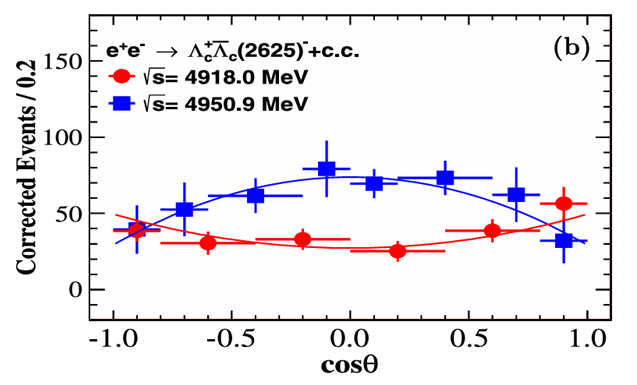 (b)
e⁺e⁻ → Λc⁺Λ̄c(2625)⁻+c.c.
√s= 4918.0 MeV
√s= 4950.9 MeV
Corrected Events / 0.2
150
100
50
0
-1.0 -0.5 0.0 0.5 1.0
cosθ